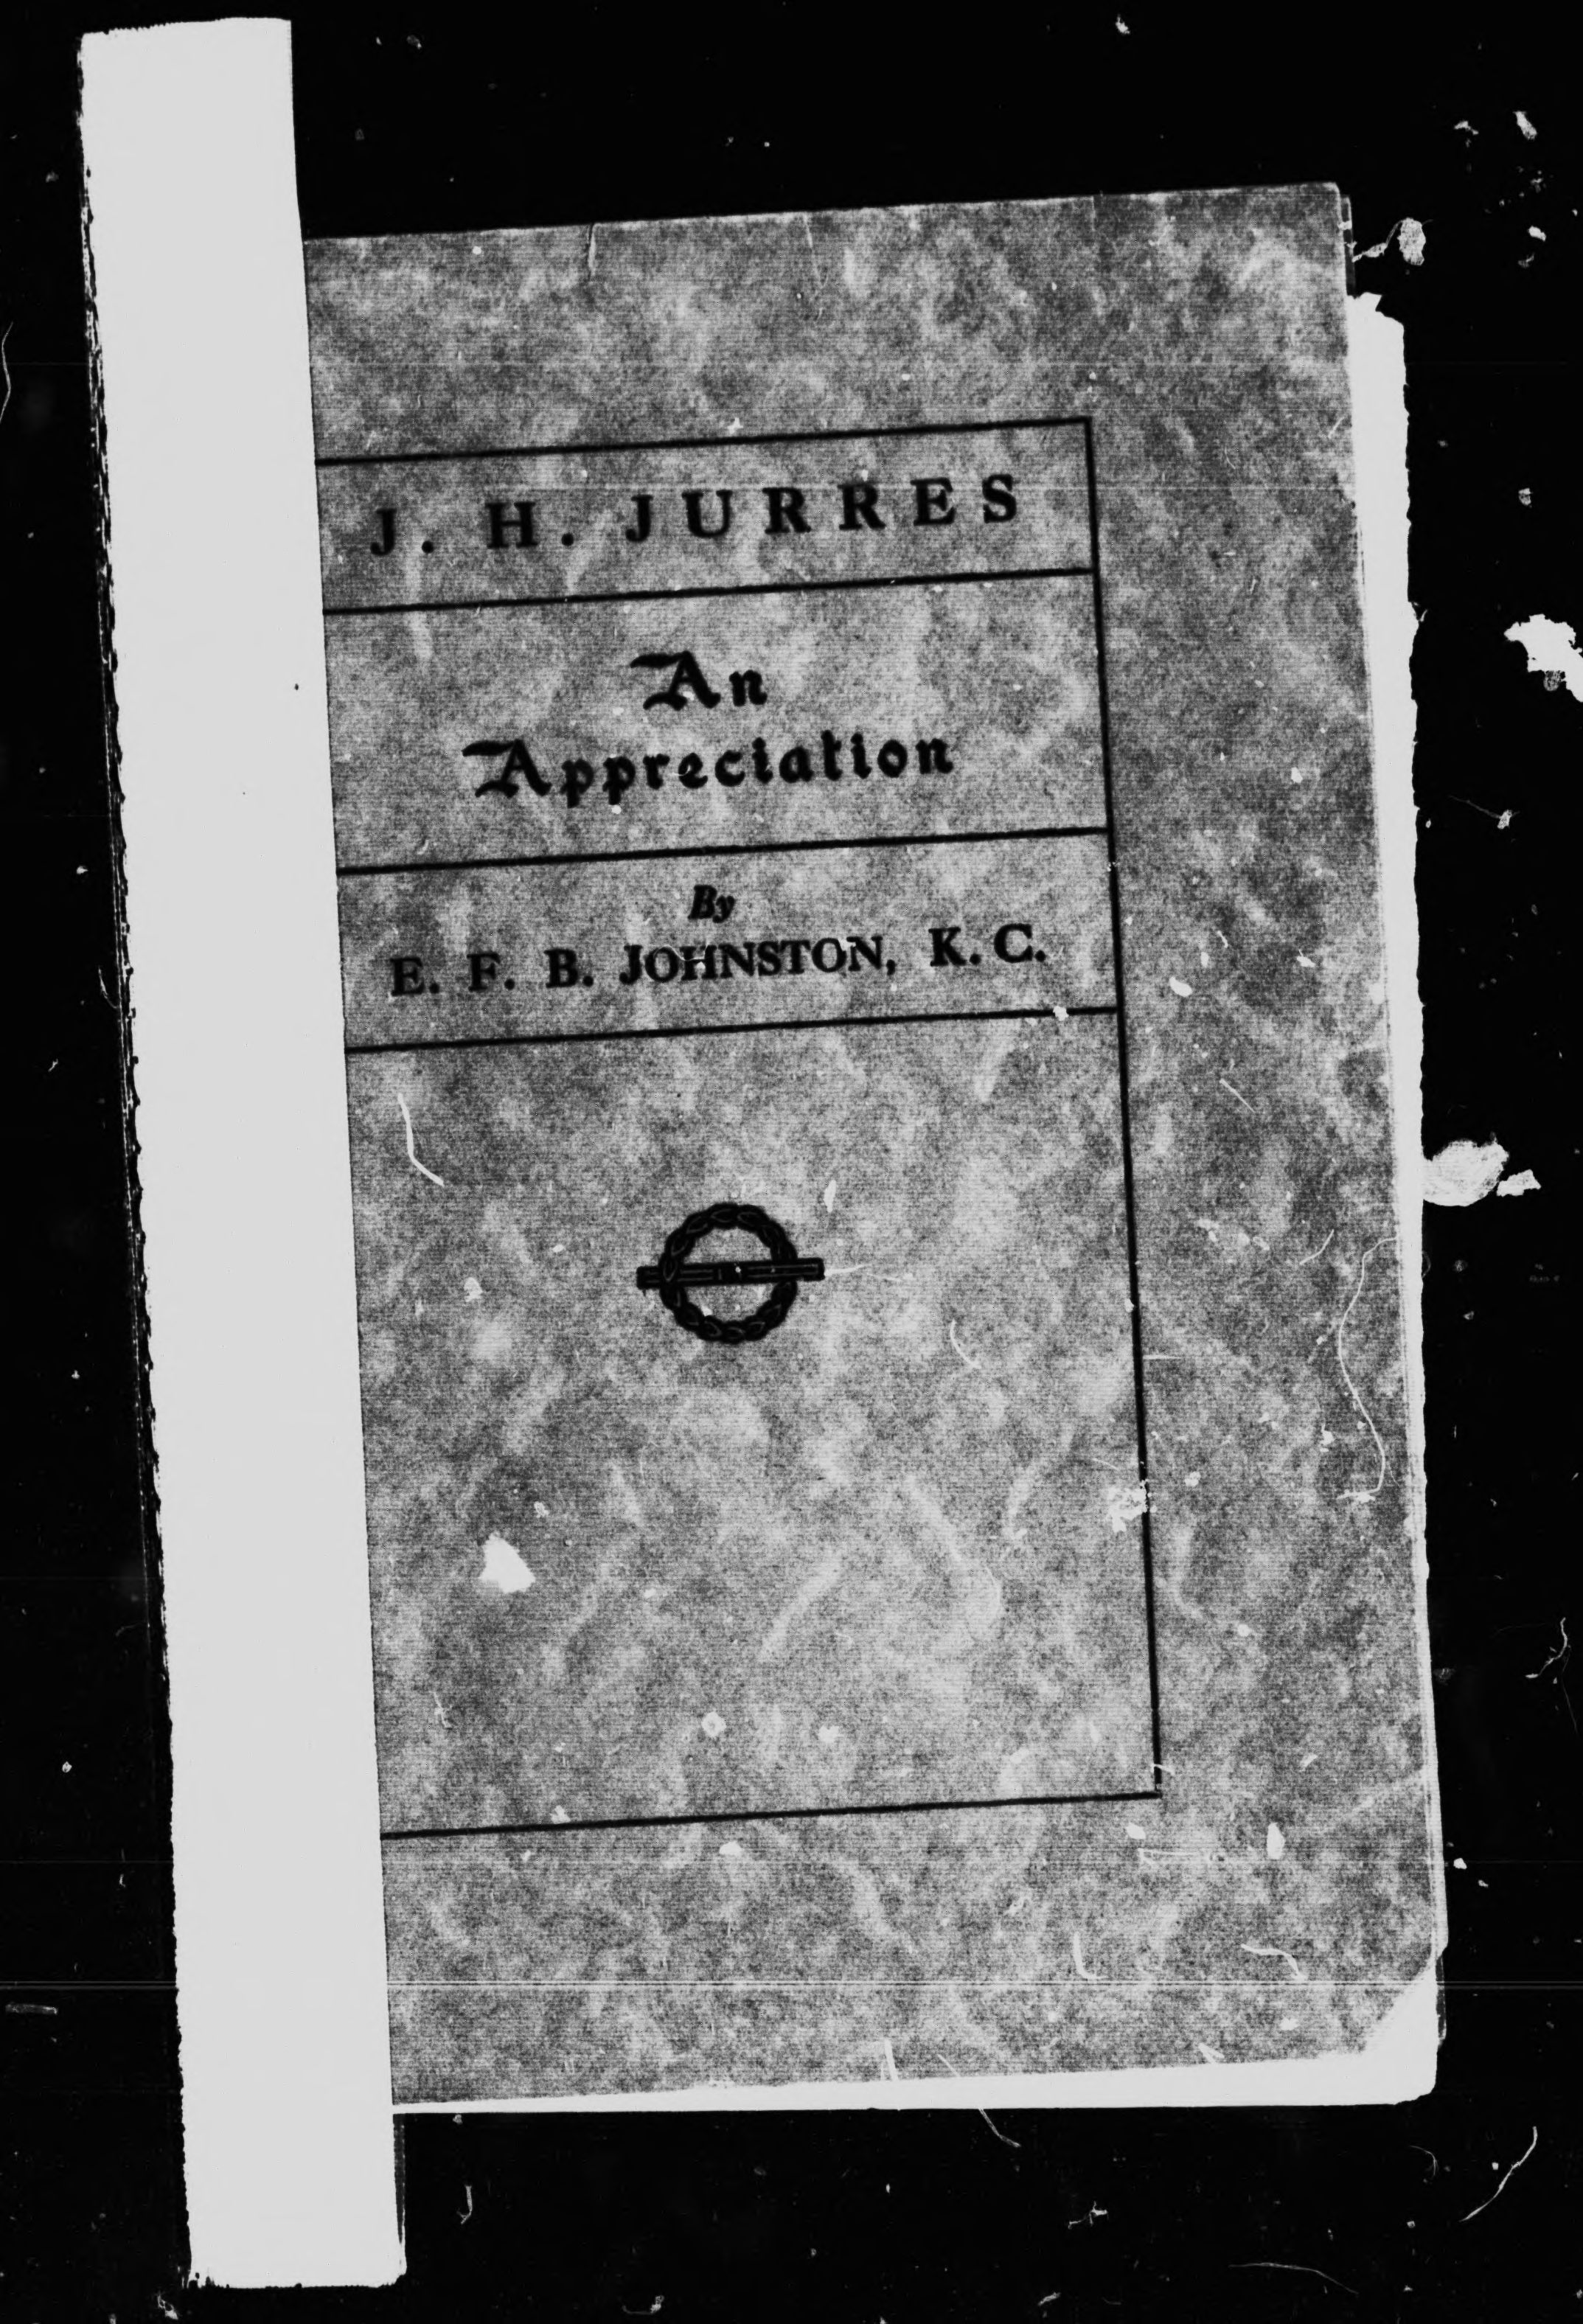 J. H. JURRES
An
Appreciation
By
E. F. B. JOHNSTON, K. C.